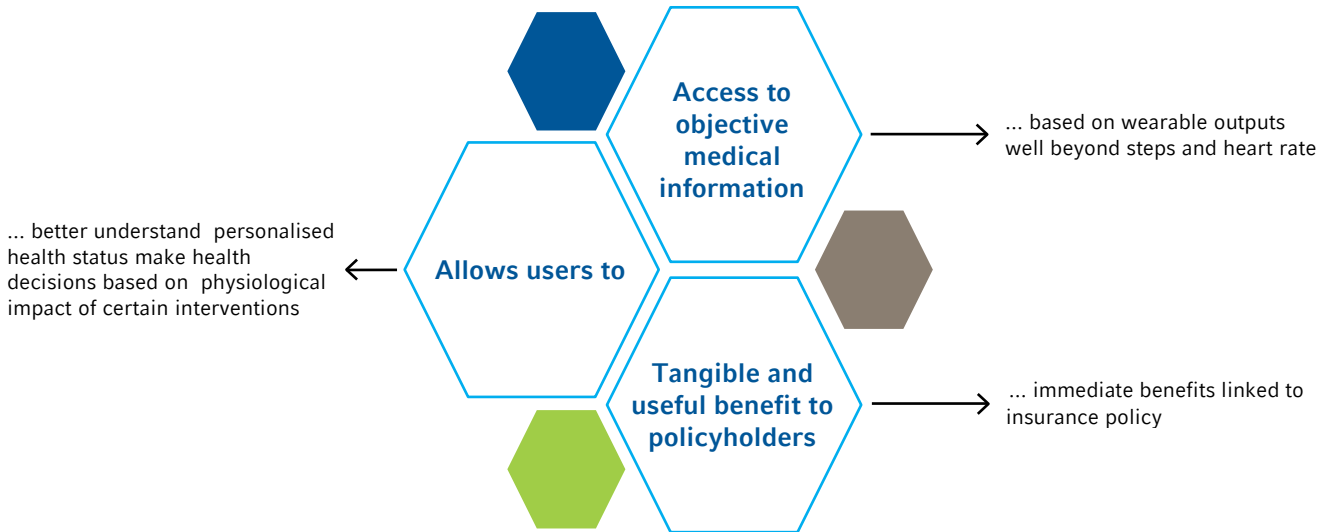 Access to
objective
medical
information
... based on wearable outputs
well beyond steps and heart rate
Allows users to
... better understand  personalised
health status make health
decisions based on  physiological
impact of certain interventions
Tangible and
useful benefit to
policyholders
... immediate benefits linked to
insurance policy